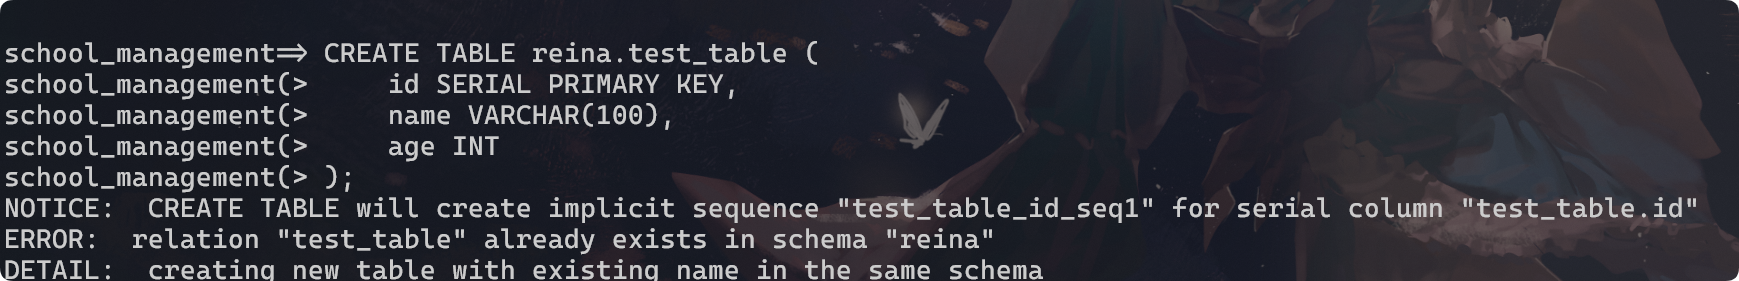 school_management=> CREATE TABLE reina.test_table (
school_management(>     id SERIAL PRIMARY KEY,
school_management(>     name VARCHAR(100),
school_management(>     age INT
school_management(> );
NOTICE:  CREATE TABLE will create implicit sequence "test_table_id_seq1" for serial column "test_table.id"
ERROR:  relation "test_table" already exists in schema "reina"
DETAIL:  creating new table with existing name in the same schema